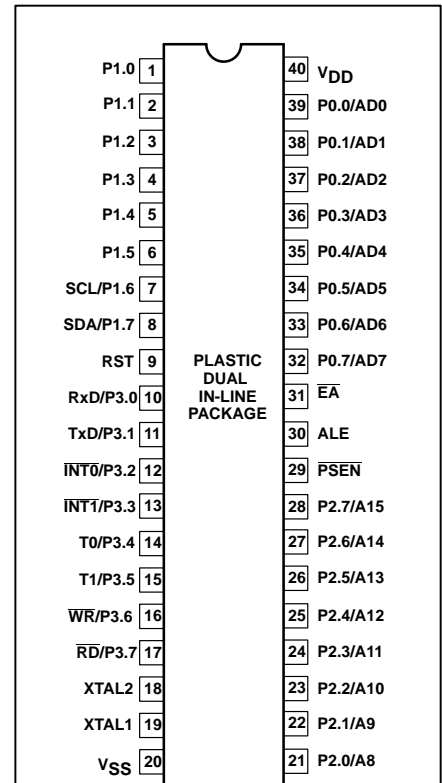 P1.0 1
P1.1 2
P1.2 3
P1.3 4
P1.4 5
P1.5 6
SCL/P1.6 7
SDA/P1.7 8
RST 9
RxD/P3.0 10
TxD/P3.1 11
I̅N̅T̅0̅/P3.2 12
I̅N̅T̅1̅/P3.3 13
T0/P3.4 14
T1/P3.5 15
W̅R̅/P3.6 16
R̅D̅/P3.7 17
XTAL2 18
XTAL1 19
VSS 20
PLASTIC
DUAL
IN-LINE
PACKAGE
40 VDD
39 P0.0/AD0
38 P0.1/AD1
37 P0.2/AD2
36 P0.3/AD3
35 P0.4/AD4
34 P0.5/AD5
33 P0.6/AD6
32 P0.7/AD7
31 E̅A̅
30 ALE
29 P̅S̅E̅N̅
28 P2.7/A15
27 P2.6/A14
26 P2.5/A13
25 P2.4/A12
24 P2.3/A11
23 P2.2/A10
22 P2.1/A9
21 P2.0/A8